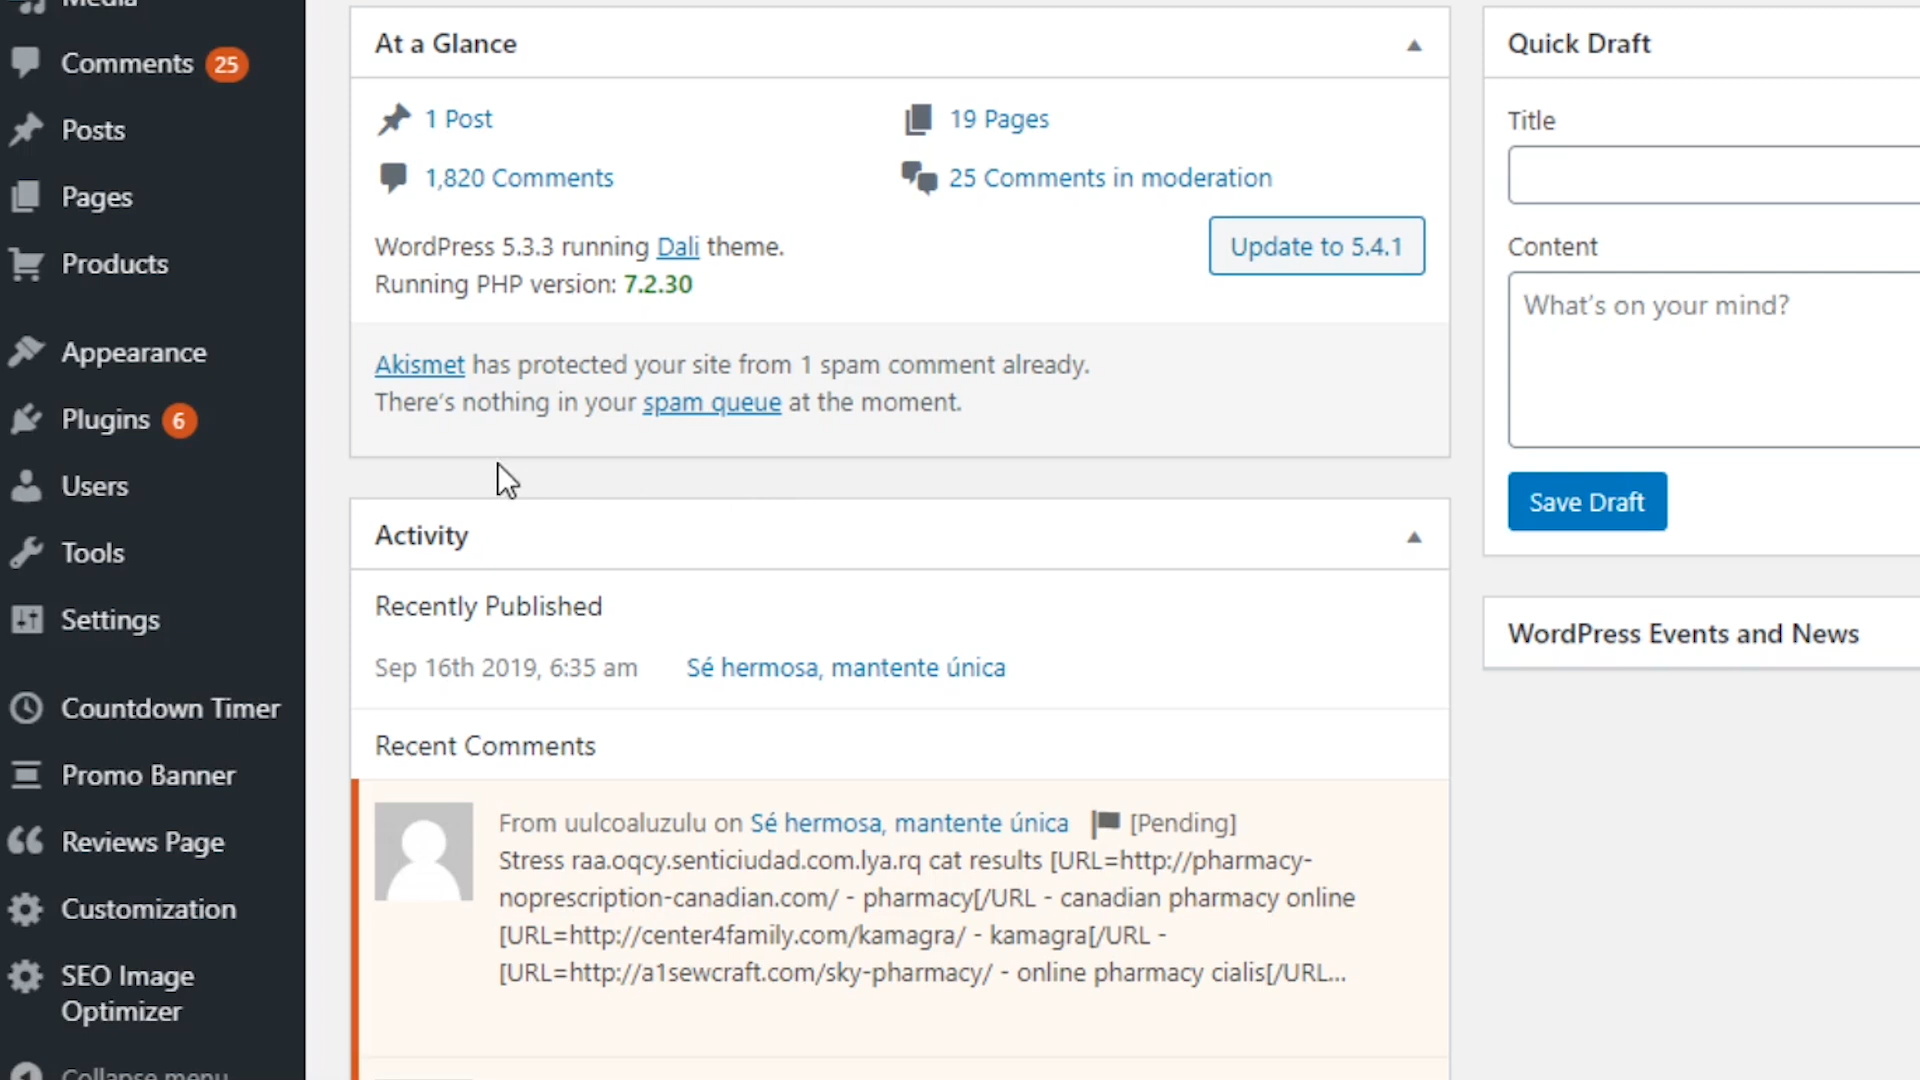 Media
Comments 25
Posts
Pages
Products
Appearance
Plugins 6
Users
Tools
Settings
Countdown Timer
Promo Banner
Reviews Page
Customization
SEO Image
Optimizer
Collapse menu
At a Glance
1 Post
19 Pages
1,820 Comments
25 Comments in moderation
WordPress 5.3.3 running Dali theme.
Update to 5.4.1
Running PHP version: 7.2.30
Akismet has protected your site from 1 spam comment already.
There's nothing in your spam queue at the moment.
Activity
Recently Published
Sep 16th 2019, 6:35 am Sé hermosa, mantente única
Recent Comments
From uulcoaluzulu on Sé hermosa, mantente única [Pending]
Stress raa.oqcy.senticiudad.com.lya.rq cat results [URL=http://pharmacy-
noprescription-canadian.com/ - pharmacy[/URL - canadian pharmacy online
[URL=http://center4family.com/kamagra/ - kamagra[/URL -
[URL=http://a1sewcraft.com/sky-pharmacy/ - online pharmacy cialis[/URL...
Quick Draft
Title
Content
What's on your mind?
Save Draft
WordPress Events and News